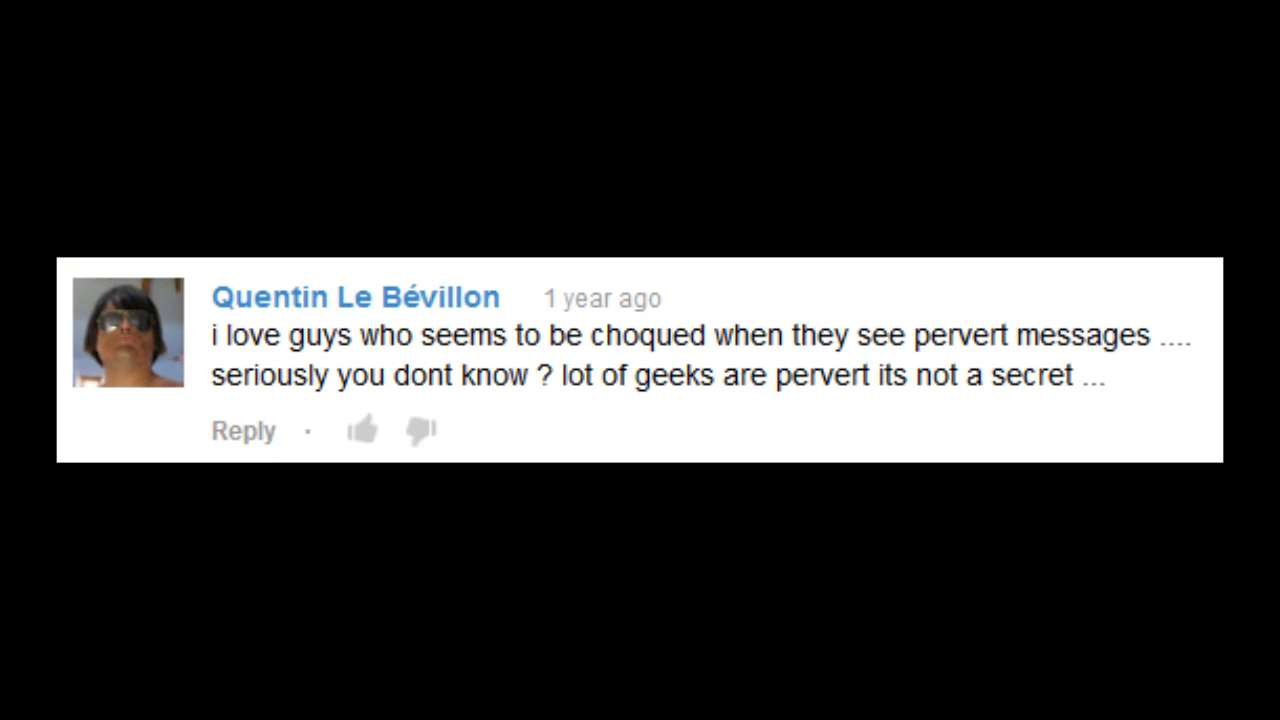 Quentin Le Bévillon 1 year ago
i love guys who seems to be choqued when they see pervert messages ....
seriously you dont know ? lot of geeks are pervert its not a secret ...
Reply ·